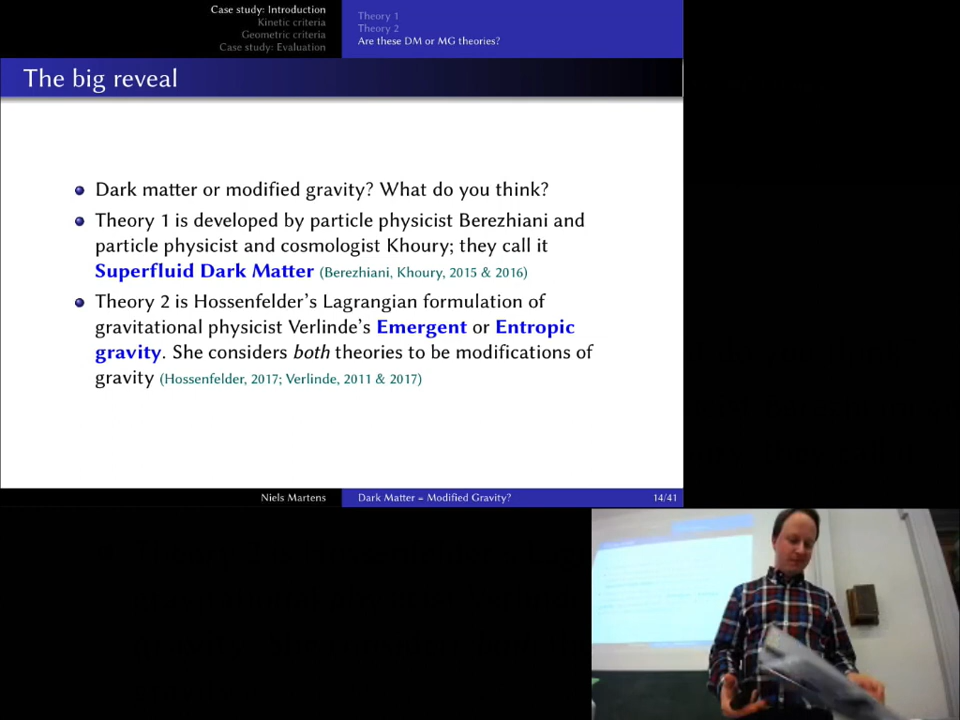 Case study: Introduction
Kinetic criteria
Geometric criteria
Case study: Evaluation
Theory 1
Theory 2
Are these DM or MG theories?
The big reveal
Dark matter or modified gravity? What do you think?
Theory 1 is developed by particle physicist Berezhiani and
particle physicist and cosmologist Khoury; they call it
Superfluid Dark Matter (Berezhiani, Khoury, 2015 & 2016)
Theory 2 is Hossenfelder's Lagrangian formulation of
gravitational physicist Verlinde's Emergent or Entropic
gravity. She considers both theories to be modifications of
gravity (Hossenfelder, 2017; Verlinde, 2011 & 2017)
Niels Martens
Dark Matter = Modified Gravity?
14/41